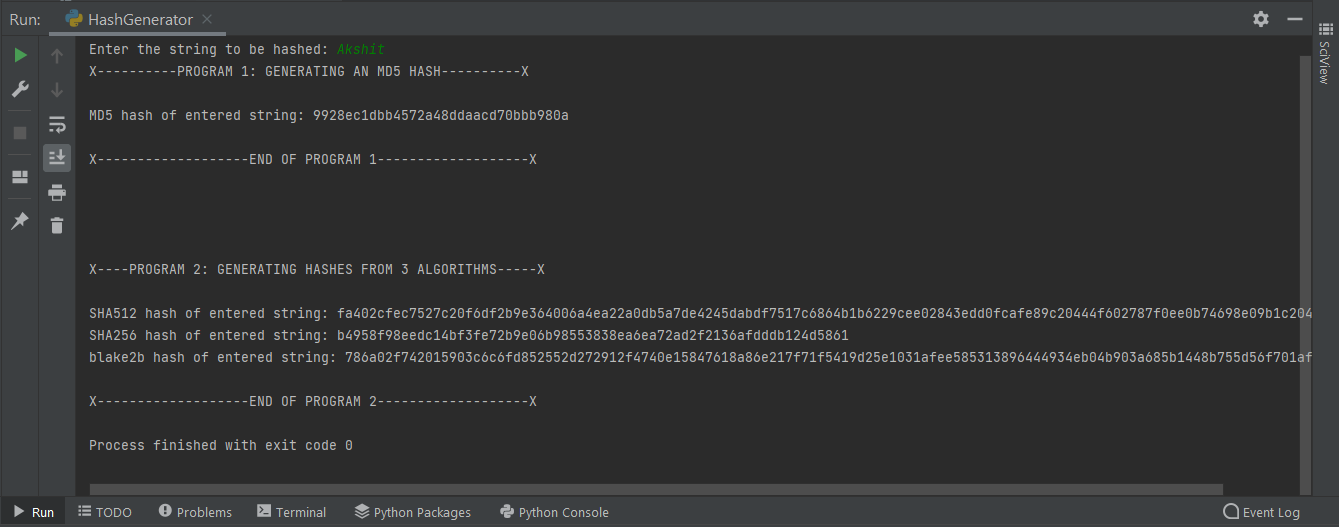 Run: HashGenerator
Enter the string to be hashed: Akshit
X----------PROGRAM 1: GENERATING AN MD5 HASH----------X
MD5 hash of entered string: 9928ec1dbb4572a48ddaacd70bbb980a
X-------------------END OF PROGRAM 1-------------------X
X----PROGRAM 2: GENERATING HASHES FROM 3 ALGORITHMS-----X
SHA512 hash of entered string: fa402cfec7527c20f6df2b9e364006a4ea22a0db5a7de4245dabdf7517c6864b1b6229cee02843edd0fcafe89c20444f602787f0ee0b74698e09b1c204
SHA256 hash of entered string: b4958f98eedc14bf3fe72b9e06b98553838ea6ea72ad2f2136afdddb124d5861
blake2b hash of entered string: 786a02f742015903c6c6fd852552d272912f4740e15847618a86e217f71f5419d25e1031afee585313896444934eb04b903a685b1448b755d56f701af
X-------------------END OF PROGRAM 2-------------------X
Process finished with exit code 0
SciView
Run TODO Problems Terminal Python Packages Python Console Event Log